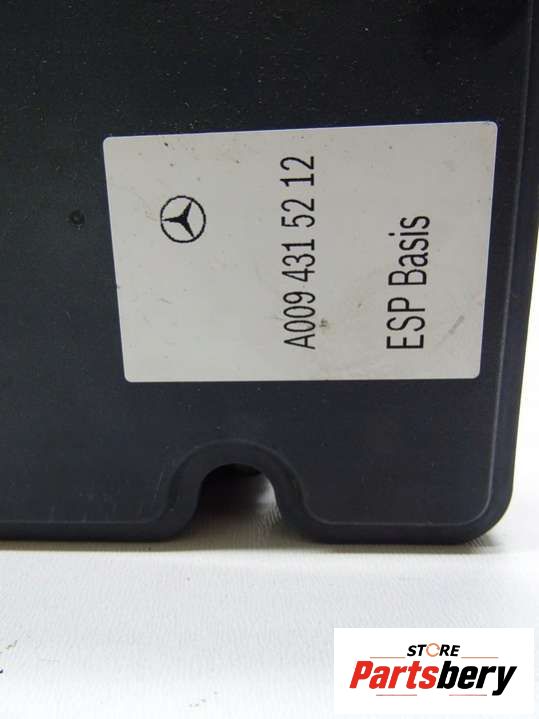 A009 431 52 12
ESP Basis
STORE
Partsbery